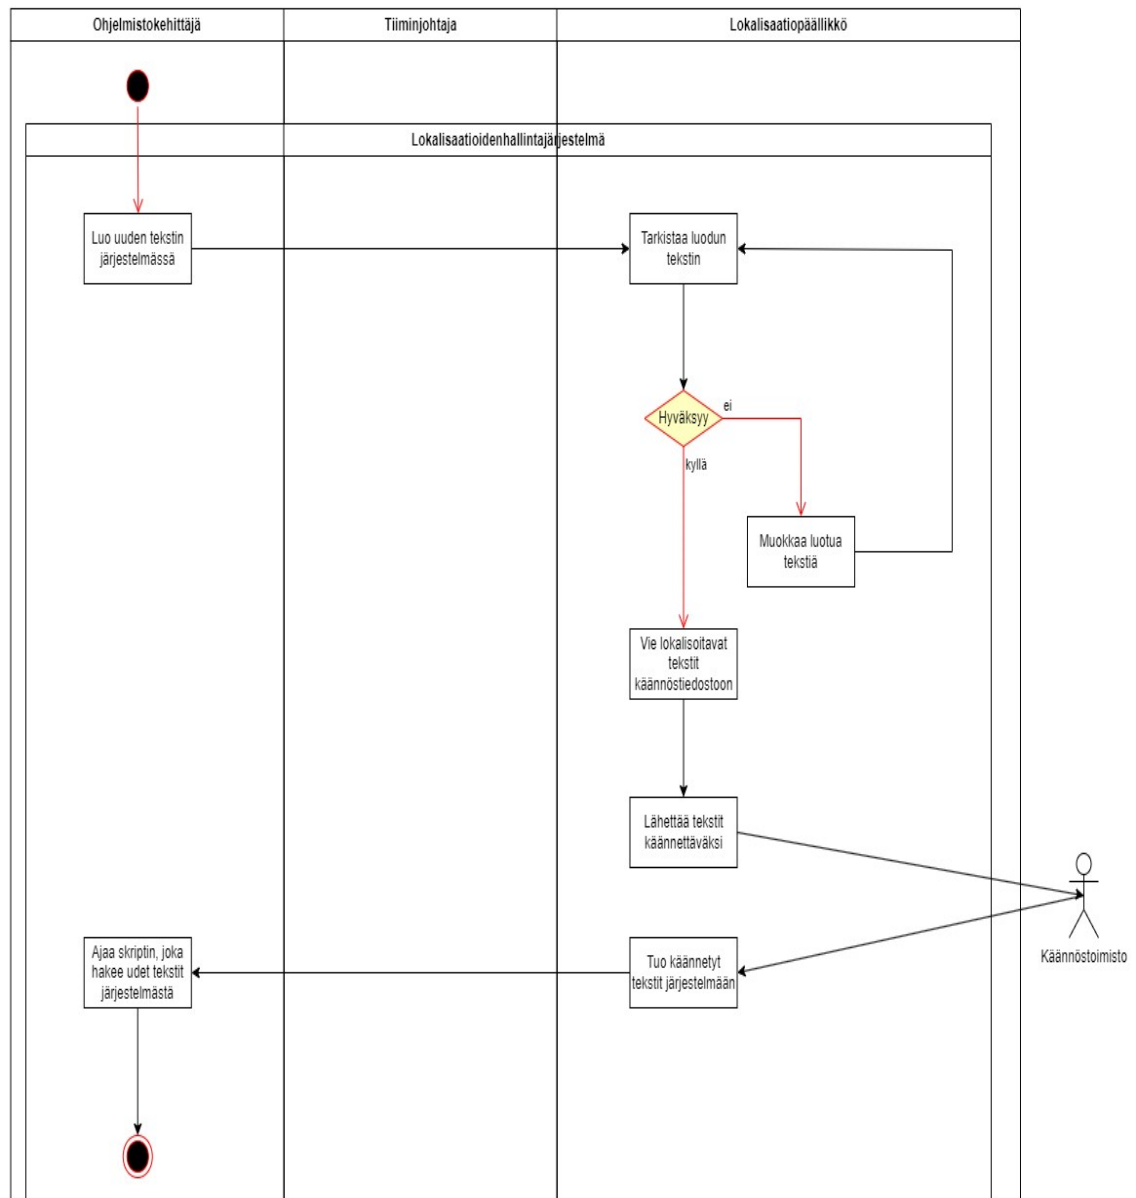 Ohjelmistokehittäjä
Tiiminjohtaja
Lokalisaatiopäällikkö
Lokalisaatioidenhallintajärjestelmä
Luo uuden tekstin
järjestelmässä
Tarkistaa luodun
tekstin
Hyväksyy
ei
kyllä
Muokkaa luotua
tekstiä
Vie lokalisoitavat
tekstit
käännöstiedostoon
Lähettää tekstit
käännettäväksi
Käännöstoimisto
Ajaa skriptin, joka
hakee udet tekstit
järjestelmästä
Tuo käännetyt
tekstit järjestelmään